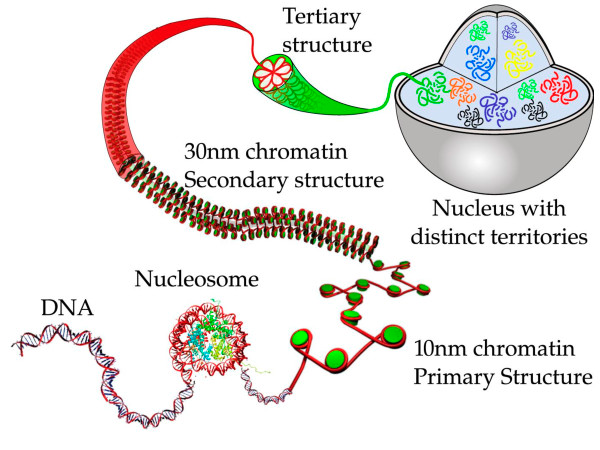 Tertiary
structure
30nm chromatin
Secondary structure
Nucleus with
distinct territories
Nucleosome
DNA
10nm chromatin
Primary Structure